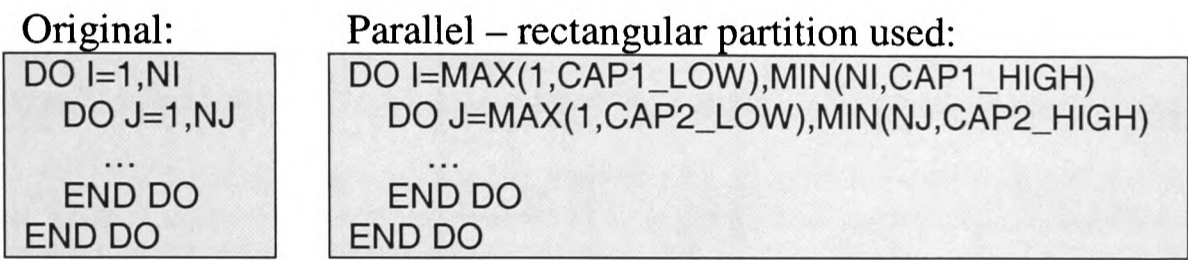 Original:
DO I=1,NI
DO J=1,NJ
...
END DO
END DO
Parallel – rectangular partition used:
DO I=MAX(1,CAP1_LOW),MIN(NI,CAP1_HIGH)
DO J=MAX(1,CAP2_LOW),MIN(NJ,CAP2_HIGH)
...
END DO
END DO